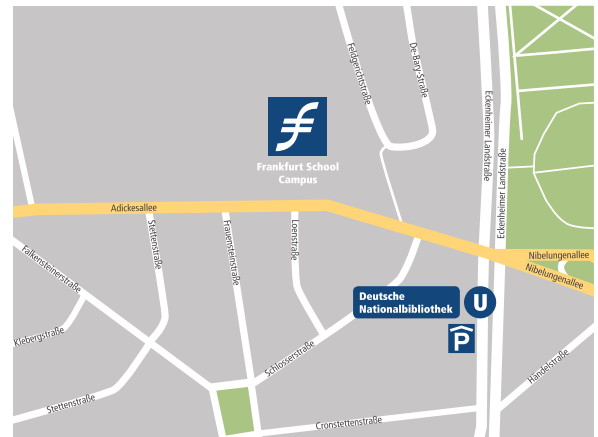 Feldgerichtstraße
De-Bary-Straße
Eckenheimer Landstraße
Eckenheimer Landstraße
Frankfurt School
Campus
Adickesallee
Stettenstraße
Frauensteinstraße
Loenstraße
Falkensteinerstraße
Nibelungenallee
Nibelungenallee
Deutsche
Nationalbibliothek
U
P
Klebergstraße
Schlosserstraße
Händelstraße
Stettenstraße
Cronstettenstraße